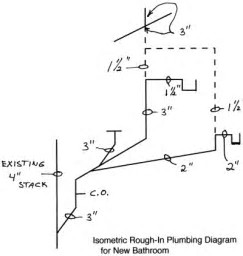 3"
1½"
1¼"
1½"
3"
3"
2"
2"
EXISTING
4"
STACK
C.O.
3"
Isometric Rough-In Plumbing Diagram
for New Bathroom